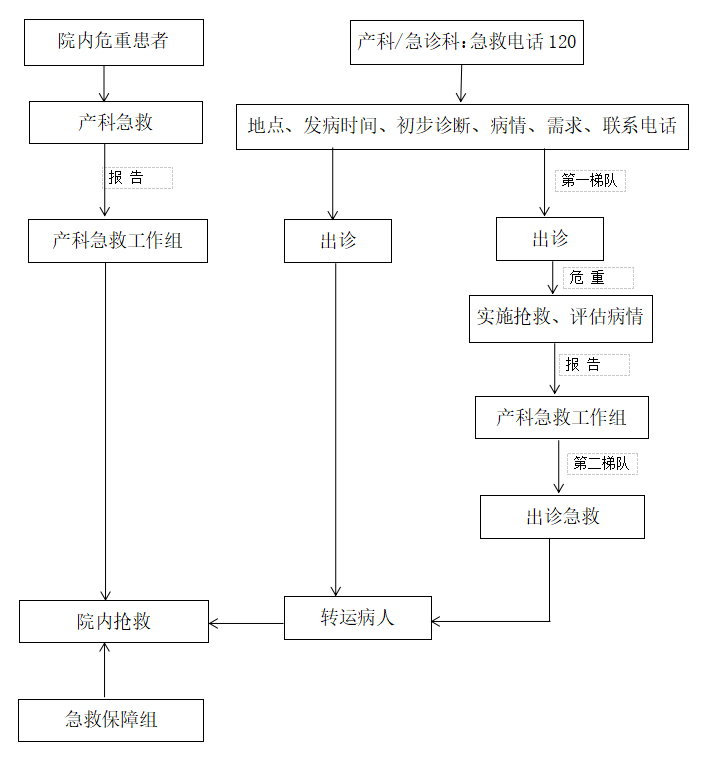 院内危重患者
产科/急诊科:急救电话120
产科急救
地点、发病时间、初步诊断、病情、需求、联系电话
报 告
第一梯队
产科急救工作组
出诊
出诊
危 重
实施抢救、评估病情
报 告
产科急救工作组
第二梯队
出诊急救
院内抢救
转运病人
急救保障组